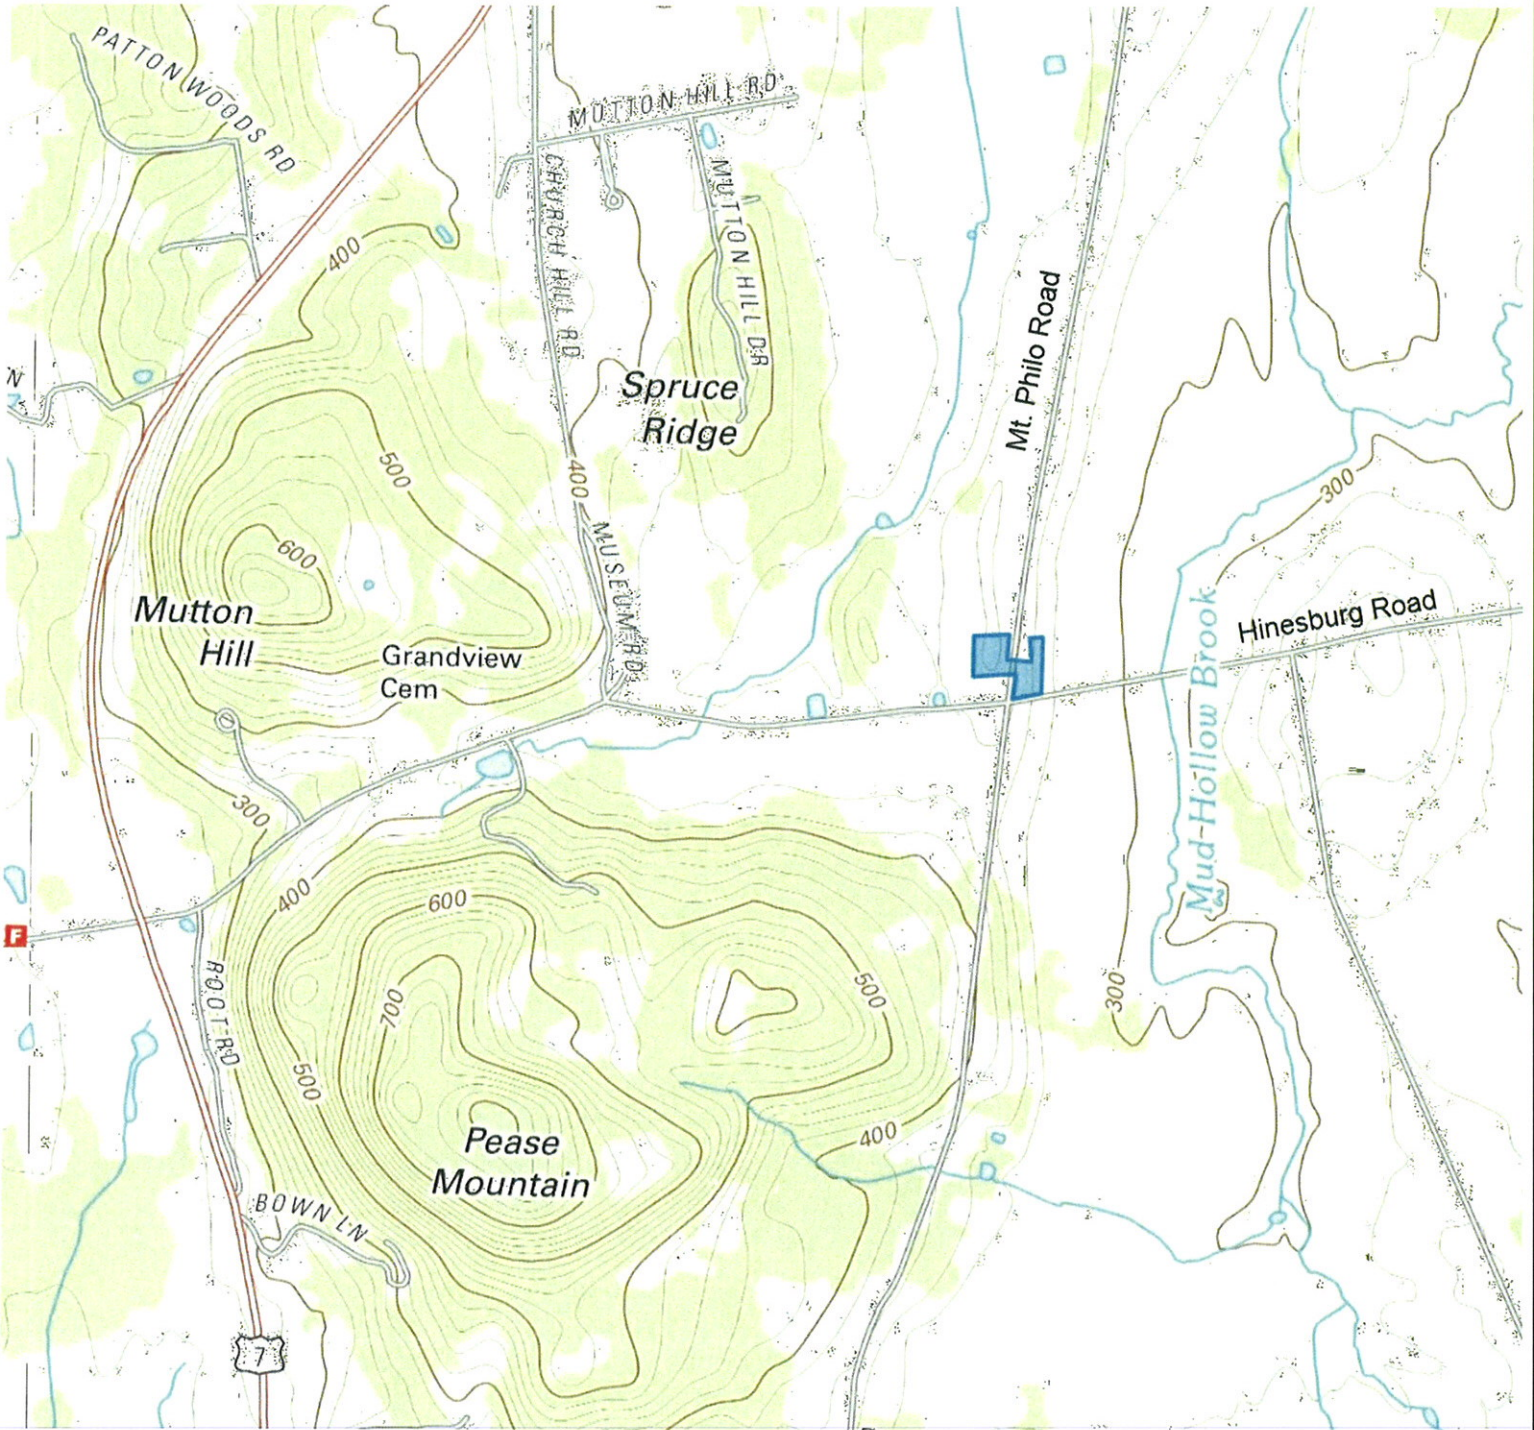 PATTON WOODS RD
MUTTON HILL RD
CHURCH HILL RD
MUTTON HILL DR
400
Mt. Philo Road
N
Spruce
Ridge
500
400
300
600
MUSEUM RD
Mutton
Hill
Grandview
Cem
Hinesburg Road
Mud Hollow Brook
300
400
600
F
ROOT RD
700
500
300
500
400
Pease
Mountain
BOWN LN
7